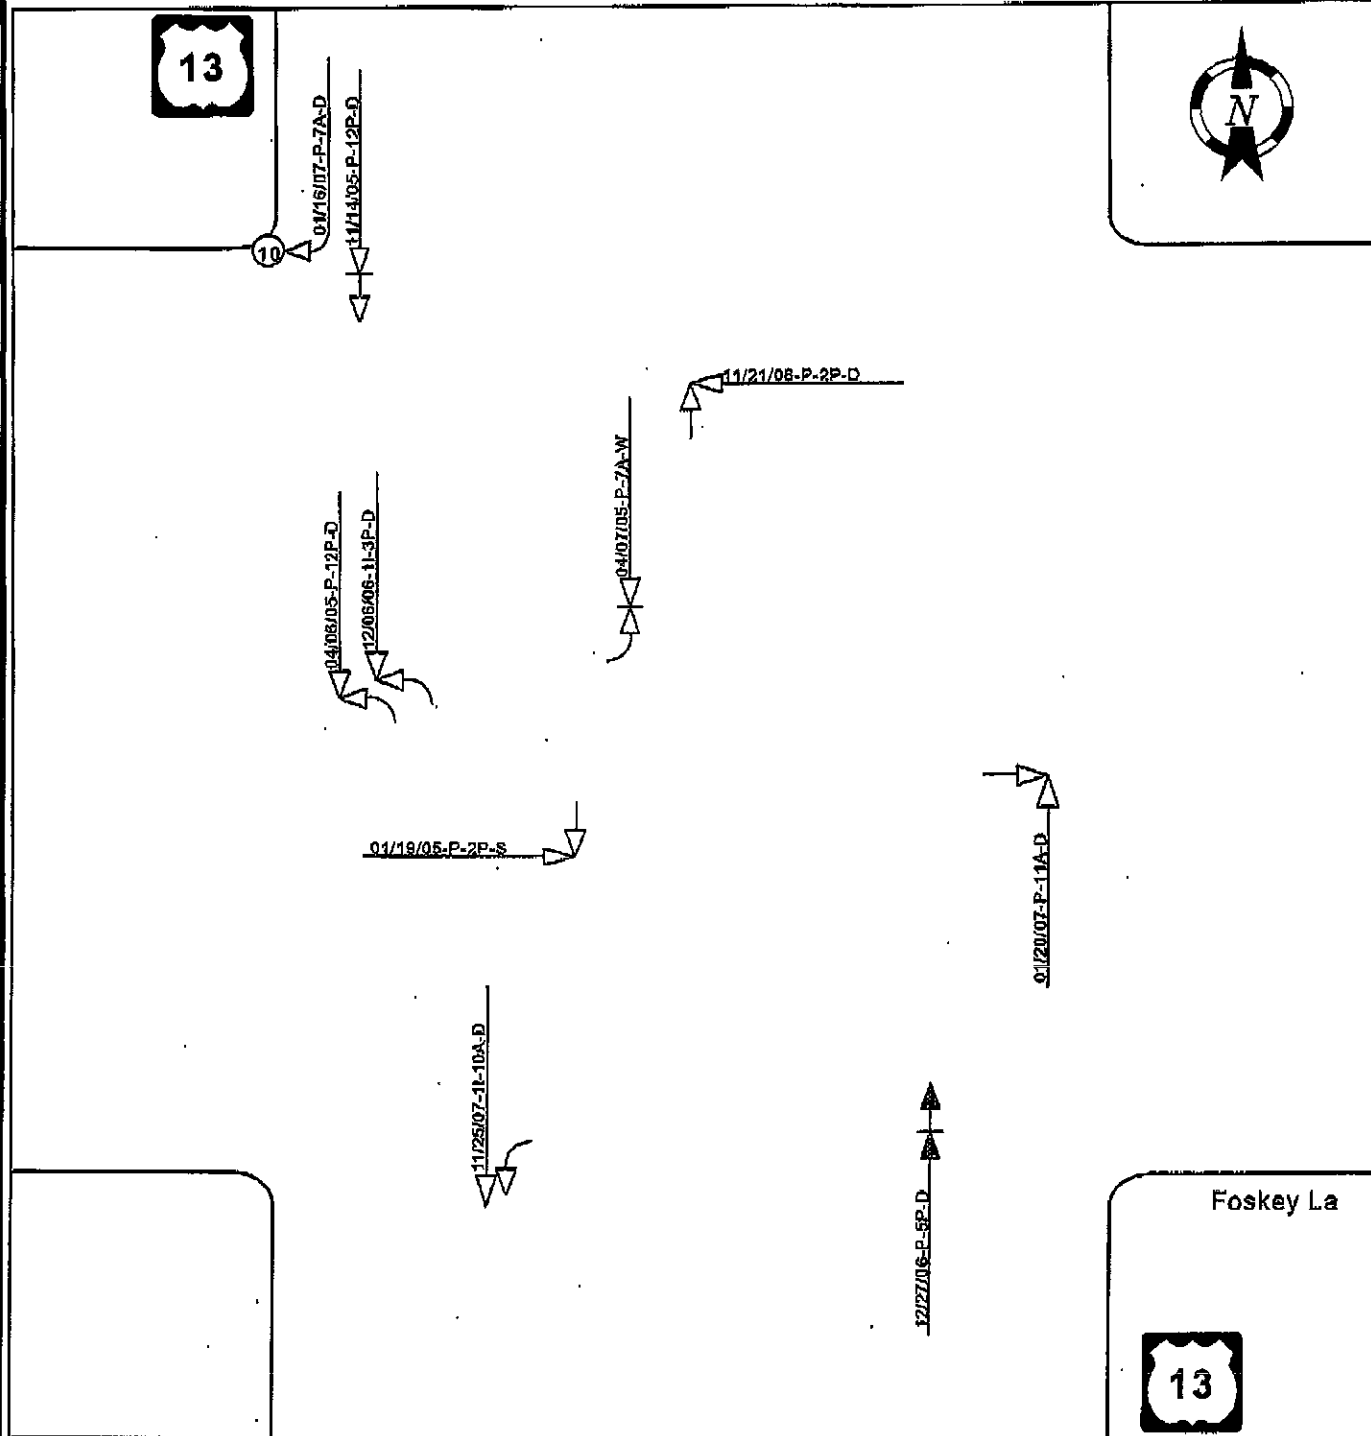 13
N
01/16/07-P-7A-D
11/14/05-P-12P-D
10
11/21/06-P-2P-D
04/07/05-P-7A-W
04/06/05-P-12P-D
12/06/06-1I-3P-D
01/19/05-P-2P-S
01/20/07-P-11A-D
11/25/07-1I-10A-D
12/27/06-P-5P-D
Foskey La
13